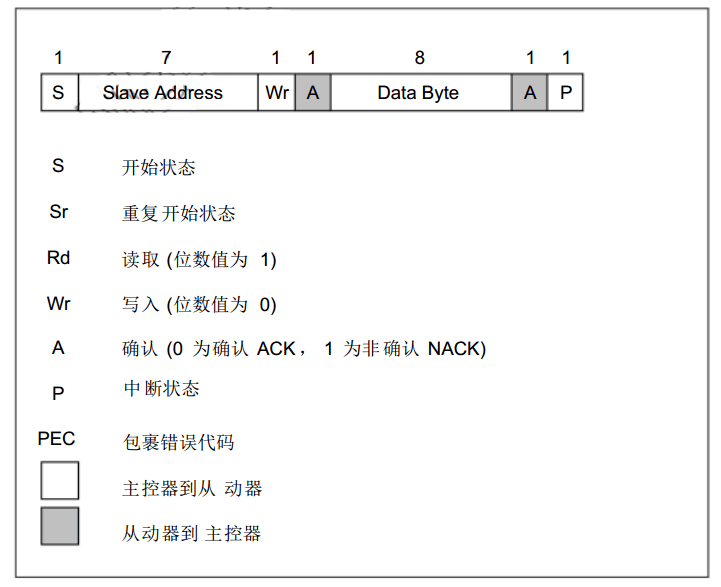 1 7 1 1 8 1 1
S Slave Address Wr A Data Byte A P
S 开始状态
Sr 重复开始状态
Rd 读取 (位数值为 1)
Wr 写入 (位数值为 0)
A 确认 (0 为确认 ACK， 1 为非确认 NACK)
P 中断状态
PEC 包裹错误代码
主控器到从动器
从动器到主控器